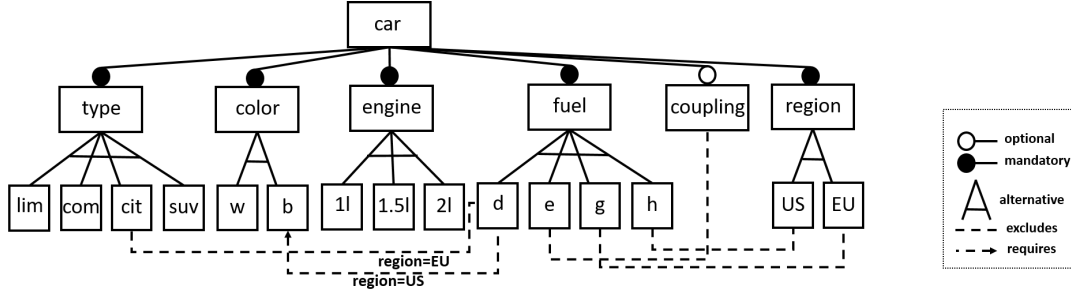 car
type color engine fuel coupling region
optional
mandatory
alternative
excludes
requires
lim com cit suv w b 1l 1.5l 2l d e g h US EU
region=EU
region=US